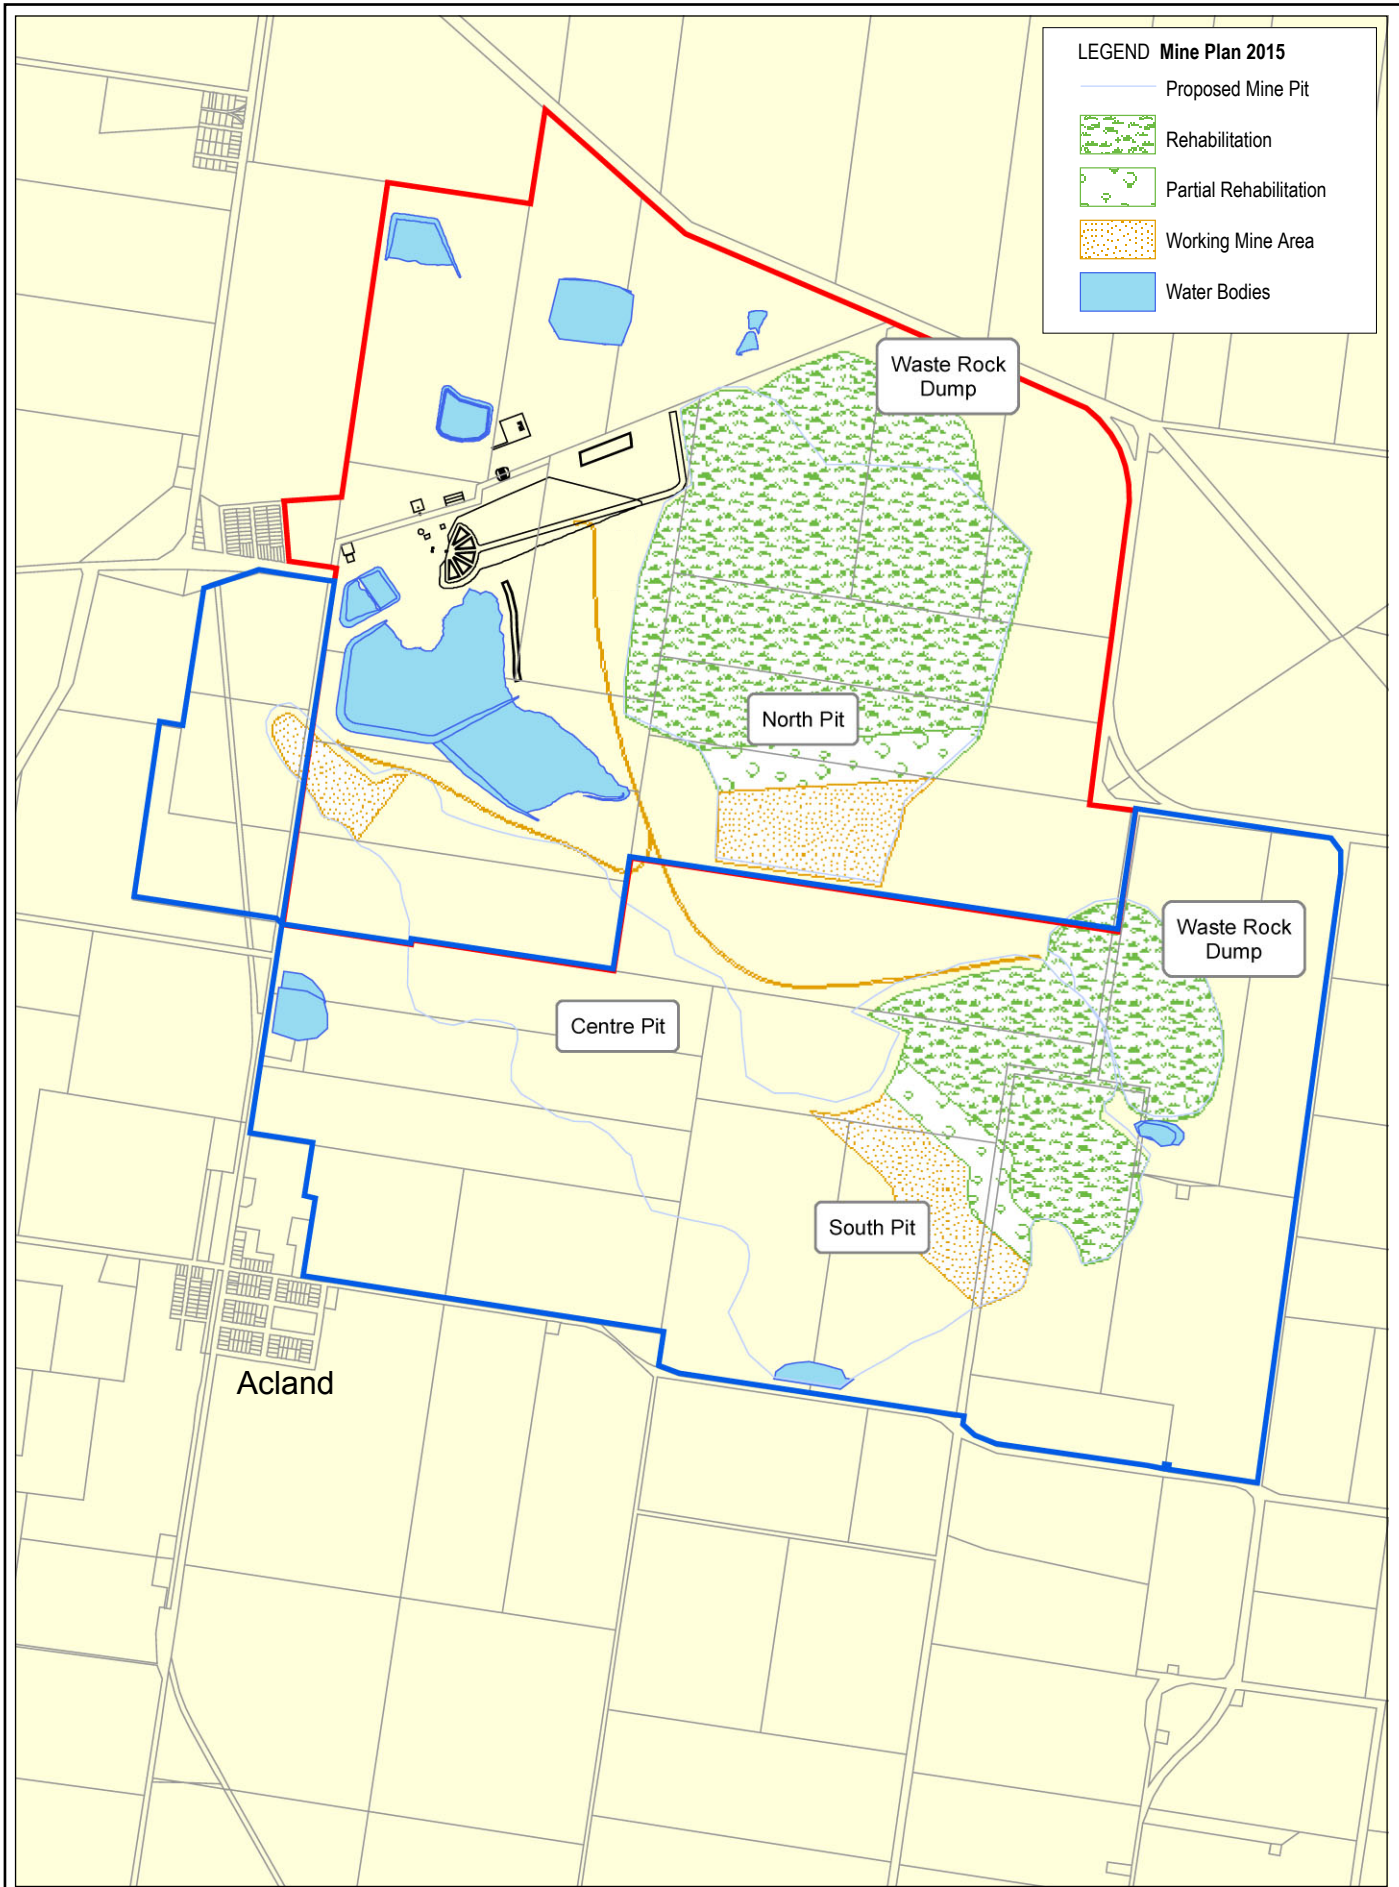 LEGEND Mine Plan 2015
Proposed Mine Pit
Rehabilitation
Partial Rehabilitation
Working Mine Area
Water Bodies
Waste Rock
Dump
North Pit
Waste Rock
Dump
Centre Pit
South Pit
Acland